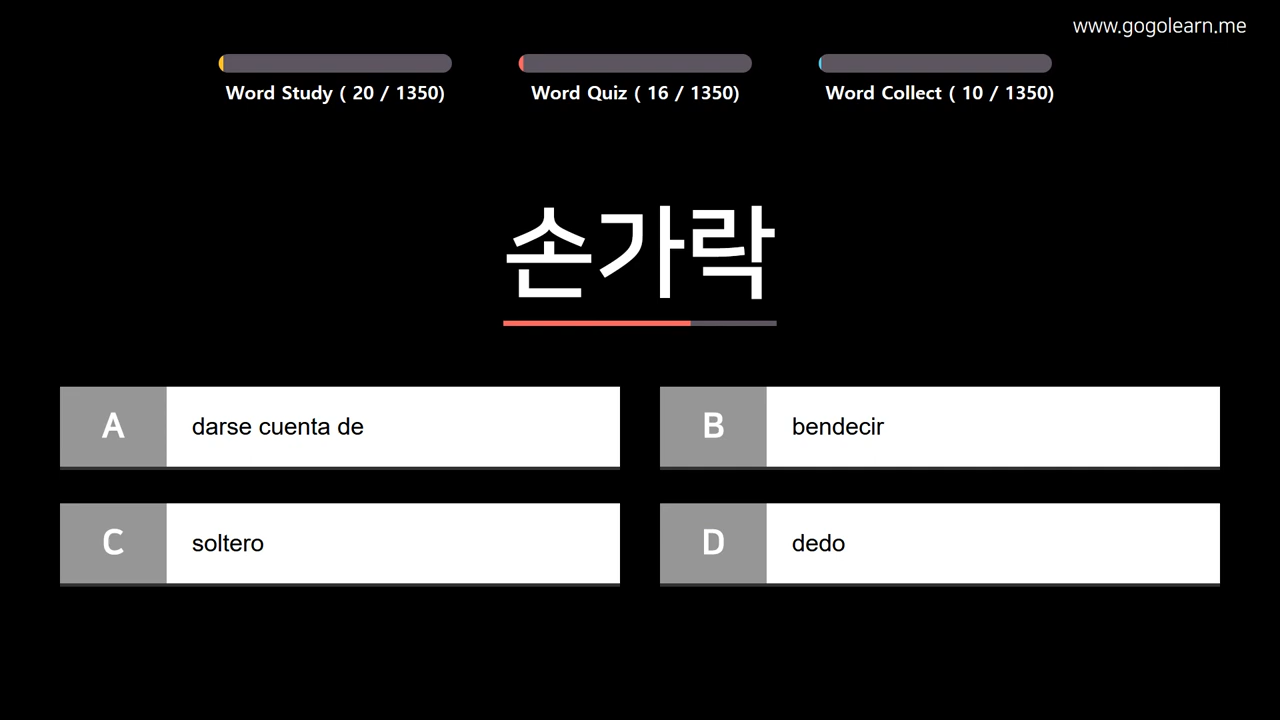 www.gogolearn.me
Word Study ( 20 / 1350)
Word Quiz ( 16 / 1350)
Word Collect ( 10 / 1350)
손가락
A darse cuenta de
B bendecir
C soltero
D dedo